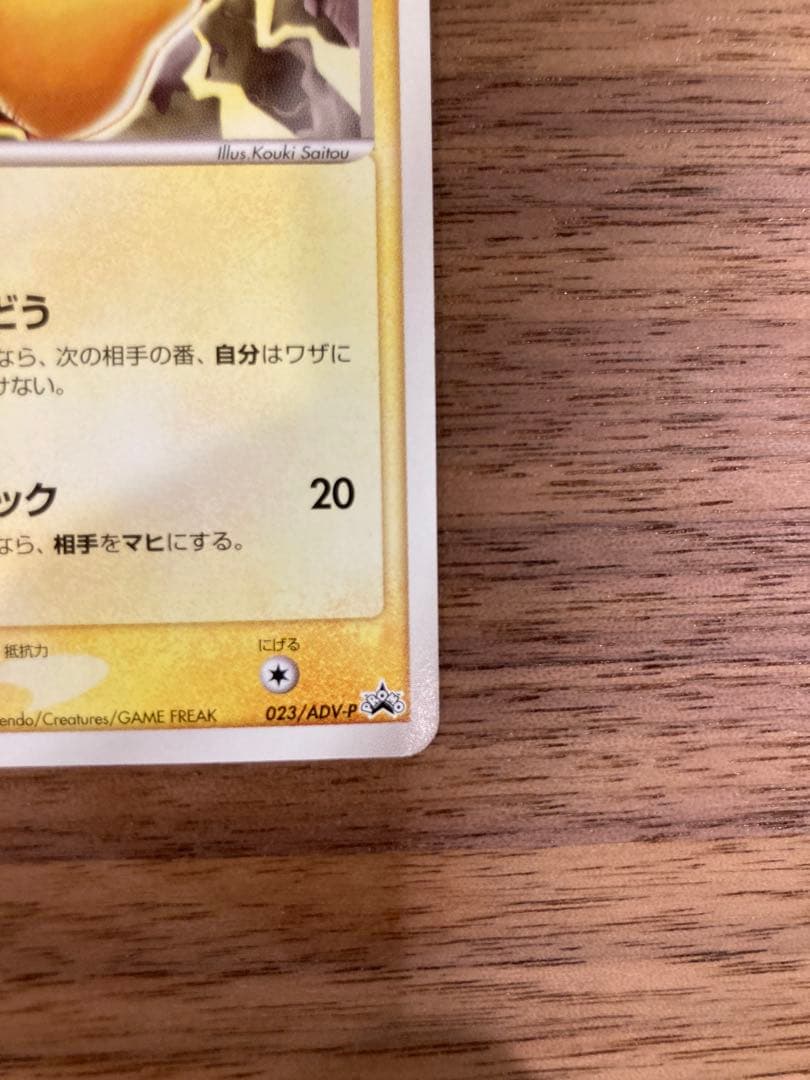 Illus. Kouki Saitou
どう
なら、次の相手の番、自分はワザに
けない。
ック 20
なら、相手をマヒにする。
抵抗力 にげる
endo/Creatures/GAME FREAK 023/ADV-P PROMO